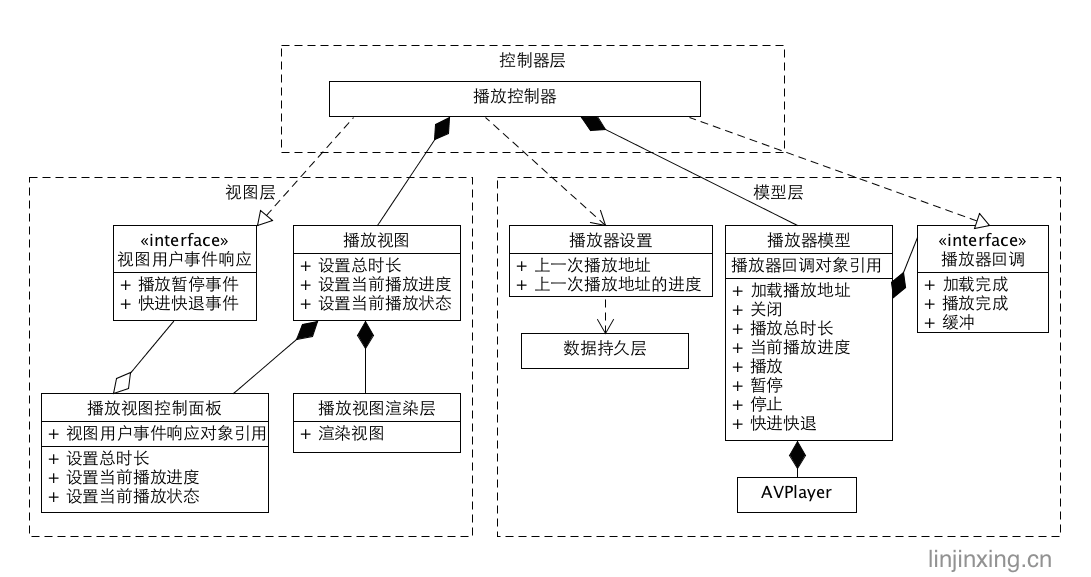 控制器层
播放控制器
视图层
«interface»
视图用户事件响应
+ 播放暂停事件
+ 快进快退事件
播放视图
+ 设置总时长
+ 设置当前播放进度
+ 设置当前播放状态
播放视图控制面板
+ 视图用户事件响应对象引用
+ 设置总时长
+ 设置当前播放进度
+ 设置当前播放状态
播放视图渲染层
+ 渲染视图
模型层
播放器设置
+ 上一次播放地址
+ 上一次播放地址的进度
数据持久层
播放器模型
播放器回调对象引用
+ 加载播放地址
+ 关闭
+ 播放总时长
+ 当前播放进度
+ 播放
+ 暂停
+ 停止
+ 快进快退
«interface»
播放器回调
+ 加载完成
+ 播放完成
+ 缓冲
AVPlayer
linjinxing.cn